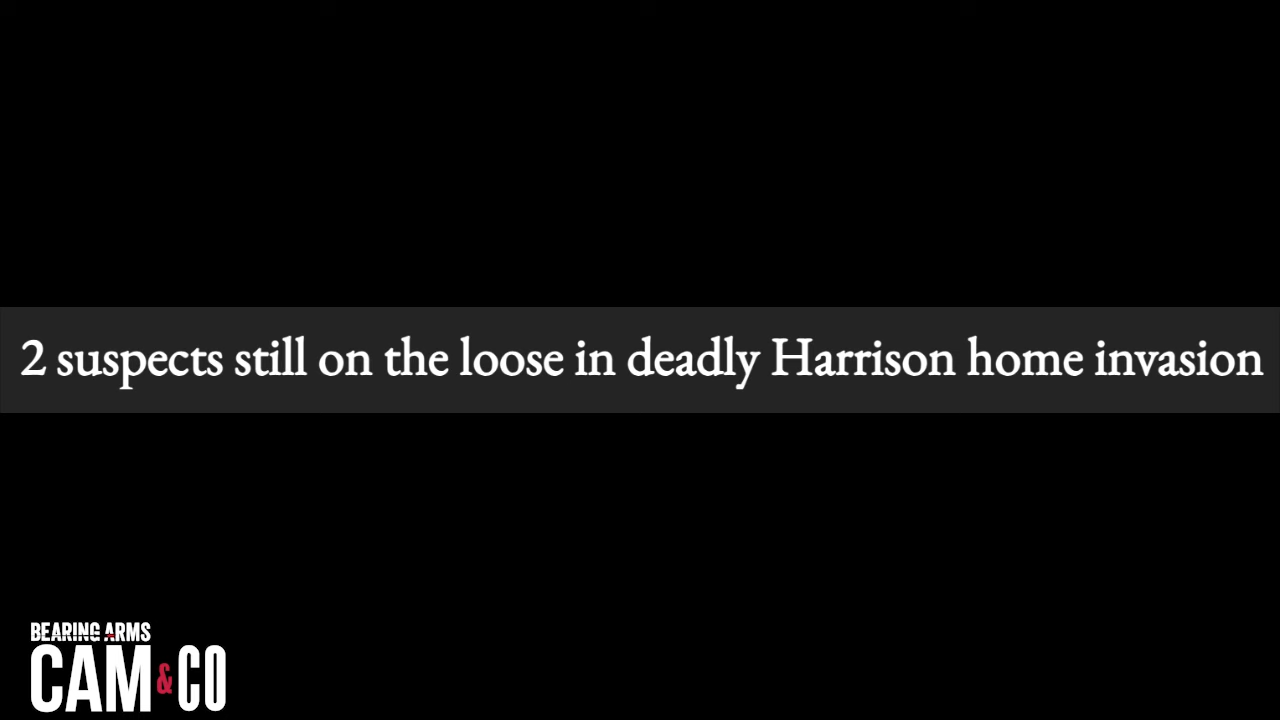 2 suspects still on the loose in deadly Harrison home invasion
BEARING ARMS
CAM & CO